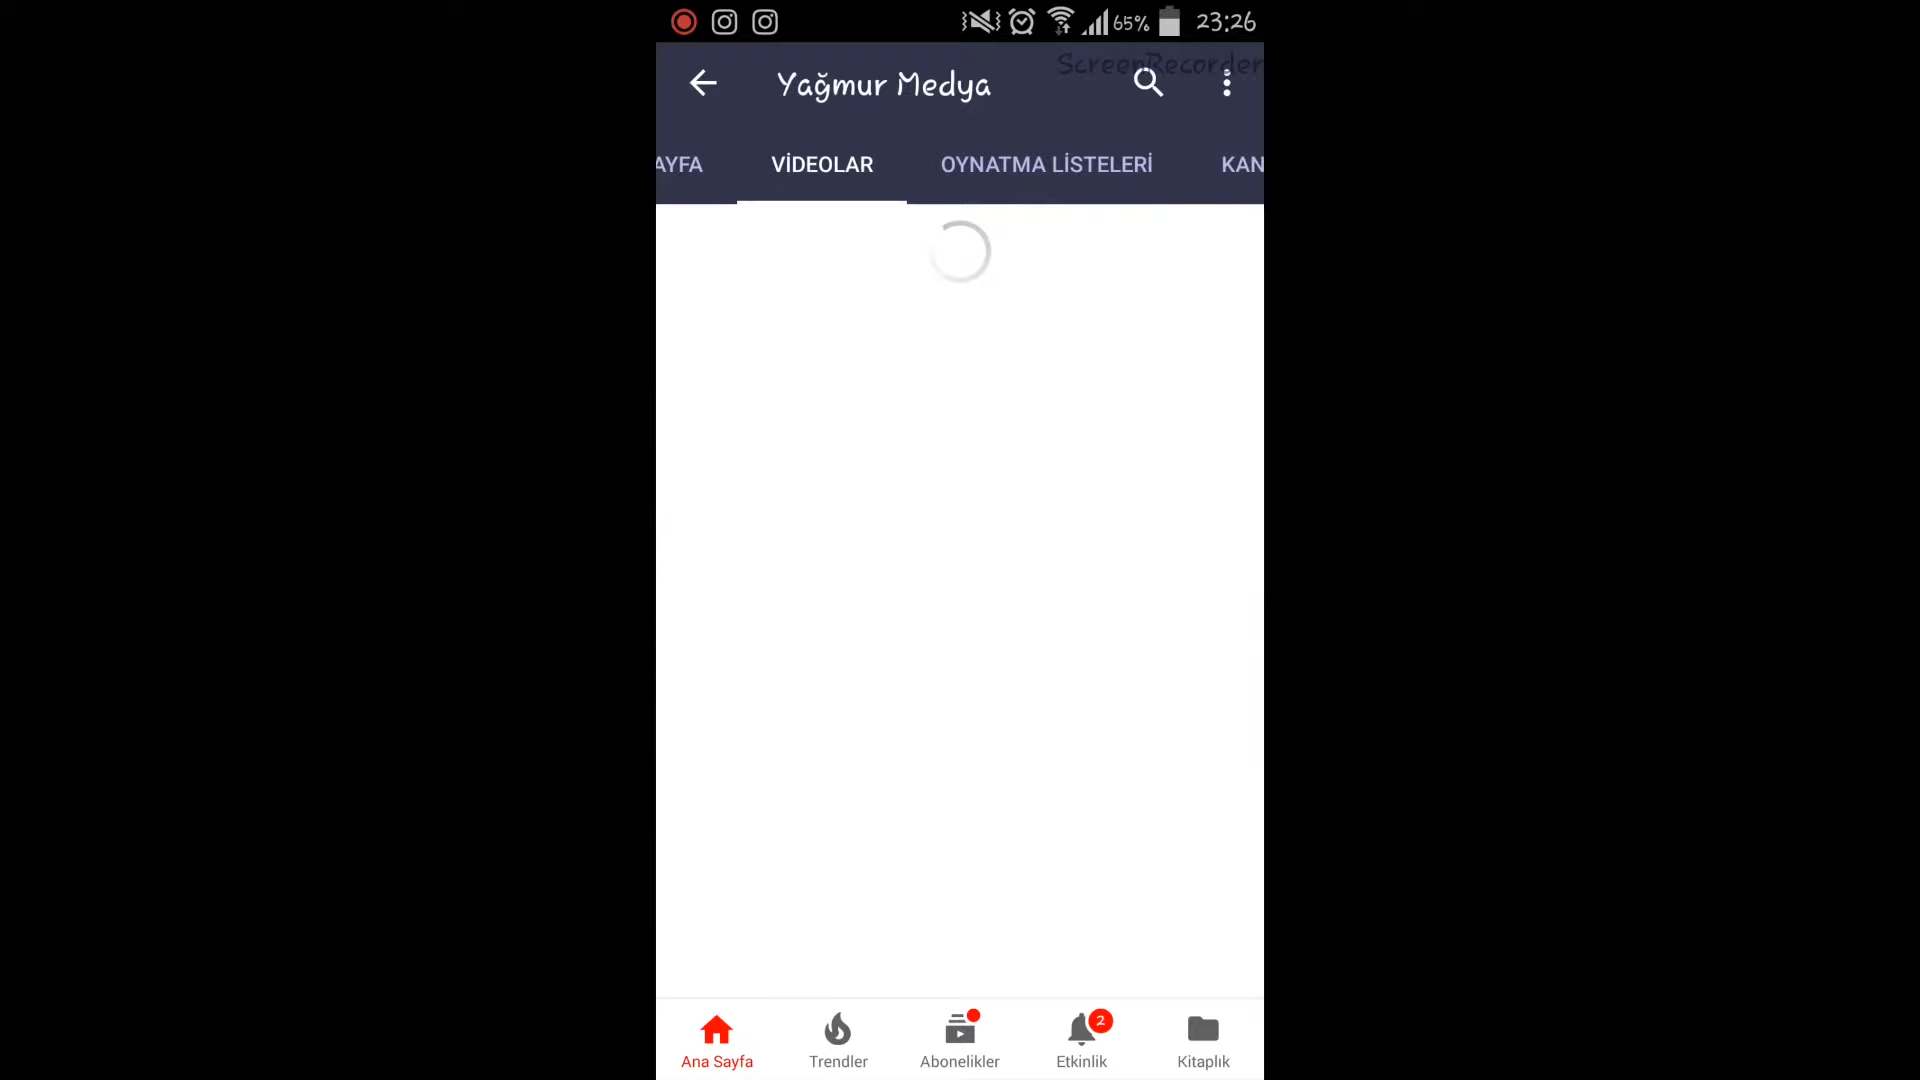 65% 23:26
ScreenRecorder
Yağmur Medya
AYFA VİDEOLAR OYNATMA LİSTELERİ KAN
2
Ana Sayfa Trendler Abonelikler Etkinlik Kitaplık